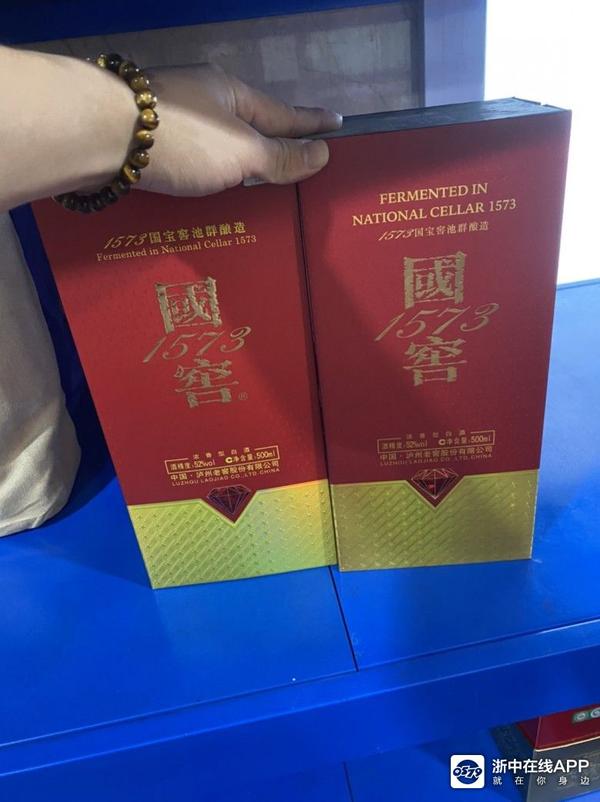 1573国宝窖池群酿造
Fermented in National Cellar 1573
國
1573
窖®
浓香型白酒
酒精度:52%vol C净含量:500ml
中国·泸州老窖股份有限公司
LUZHOU LAOJIAO CO.,LTD.CHINA
FERMENTED IN
NATIONAL CELLAR 1573
1573国宝窖池群酿造
國
1573
窖
浓香型白酒
酒精度:52%vol C净含量:500ml
中国·泸州老窖股份有限公司
LUZHOU LAOJIAO CO.,LTD.CHINA
0579 浙中在线APP
就在你身边